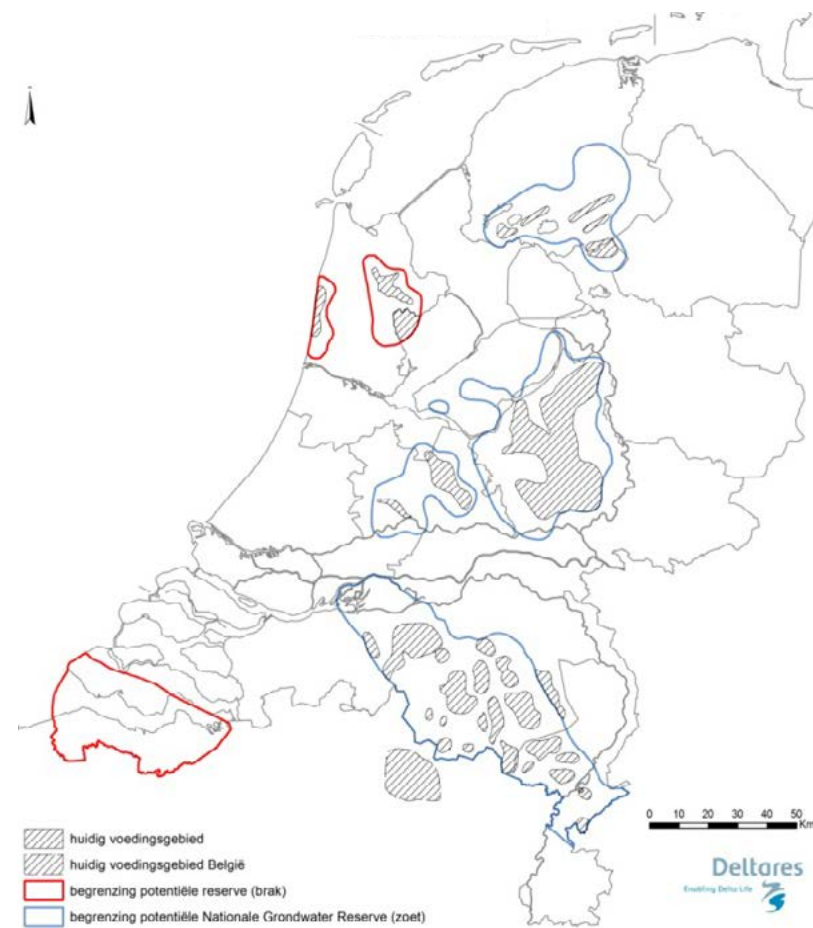 0 10 20 30 40 50
Km
huidig voedingsgebied
huidig voedingsgebied België
begrenzing potentiële reserve (brak)
begrenzing potentiële Nationale Grondwater Reserve (zoet)
Deltares
Enabling Delta Life